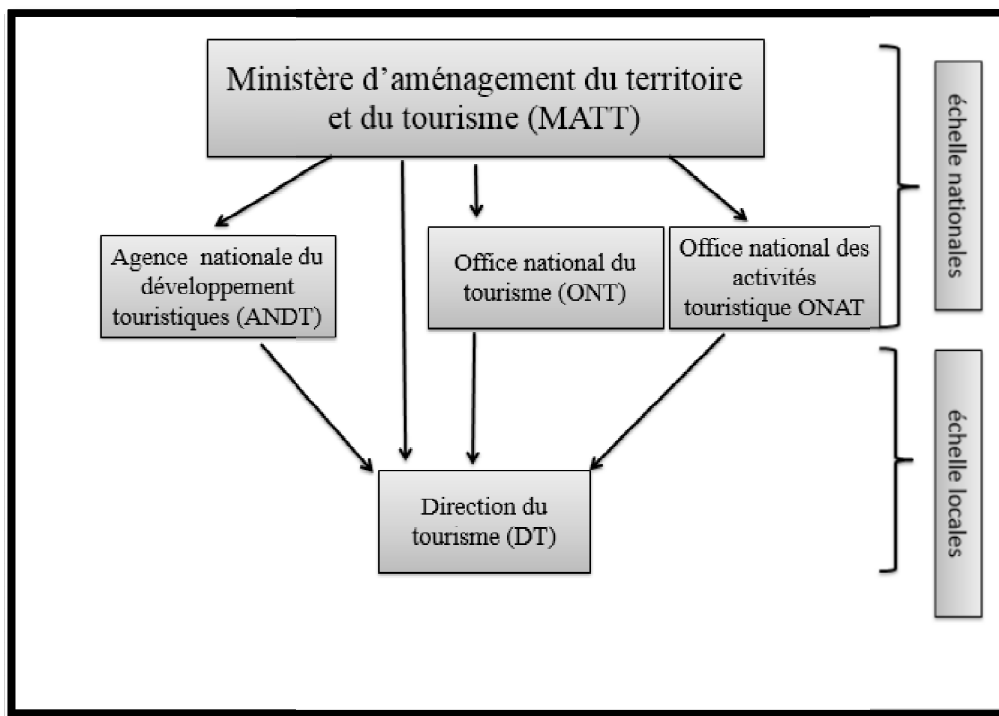 Ministère d’aménagement du territoire
et du tourisme (MATT)
échelle nationales
Agence nationale du
développement
touristiques (ANDT)
Office national du
tourisme (ONT)
Office national des
activités
touristique ONAT
échelle locales
Direction du
tourisme (DT)